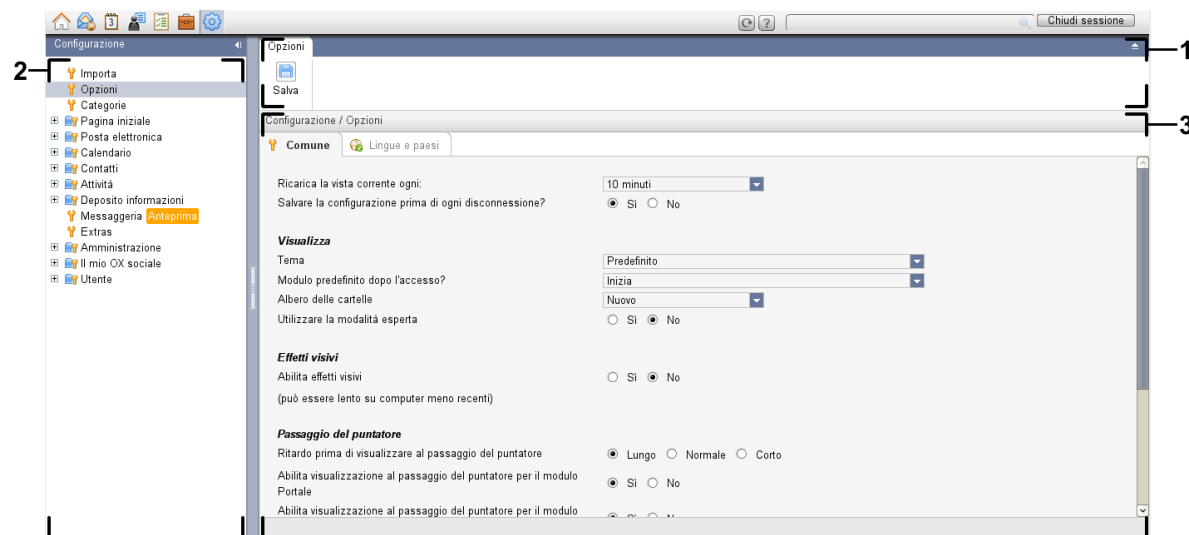 3
?
Chiudi sessione
Configurazione
Opzioni
1
2
Importa
Opzioni
Categorie
Pagina iniziale
Posta elettronica
Calendario
Contatti
Attività
Deposito informazioni
Messaggeria Anteprima
Extras
Amministrazione
Il mio OX sociale
Utente
Salva
Configurazione / Opzioni
3
Comune
Lingue e paesi
Ricarica la vista corrente ogni: 10 minuti
Salvare la configurazione prima di ogni disconnessione? Sì No
Visualizza
Tema Predefinito
Modulo predefinito dopo l'accesso? Inizia
Albero delle cartelle Nuovo
Utilizzare la modalità esperta Sì No
Effetti visivi
Abilita effetti visivi Sì No
(può essere lento su computer meno recenti)
Passaggio del puntatore
Ritardo prima di visualizzare al passaggio del puntatore Lungo Normale Corto
Abilita visualizzazione al passaggio del puntatore per il modulo Sì No
Portale
Abilita visualizzazione al passaggio del puntatore per il modulo